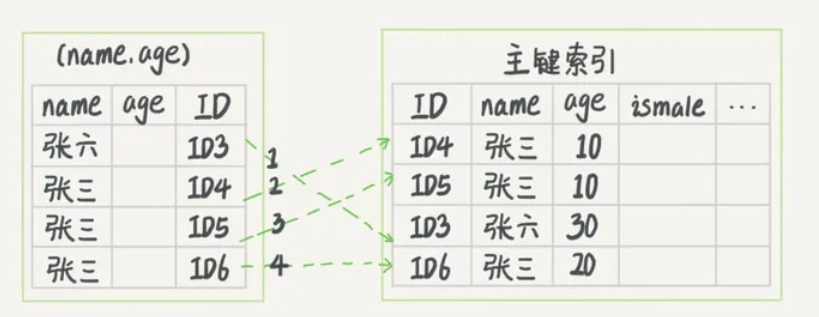 (name.age)
name age ID
张六 ID3
张三 ID4
张三 ID5
张三 ID6
1
2
3
4
主键索引
ID name age ismale ...
ID4 张三 10
ID5 张三 10
ID3 张六 30
ID6 张三 20